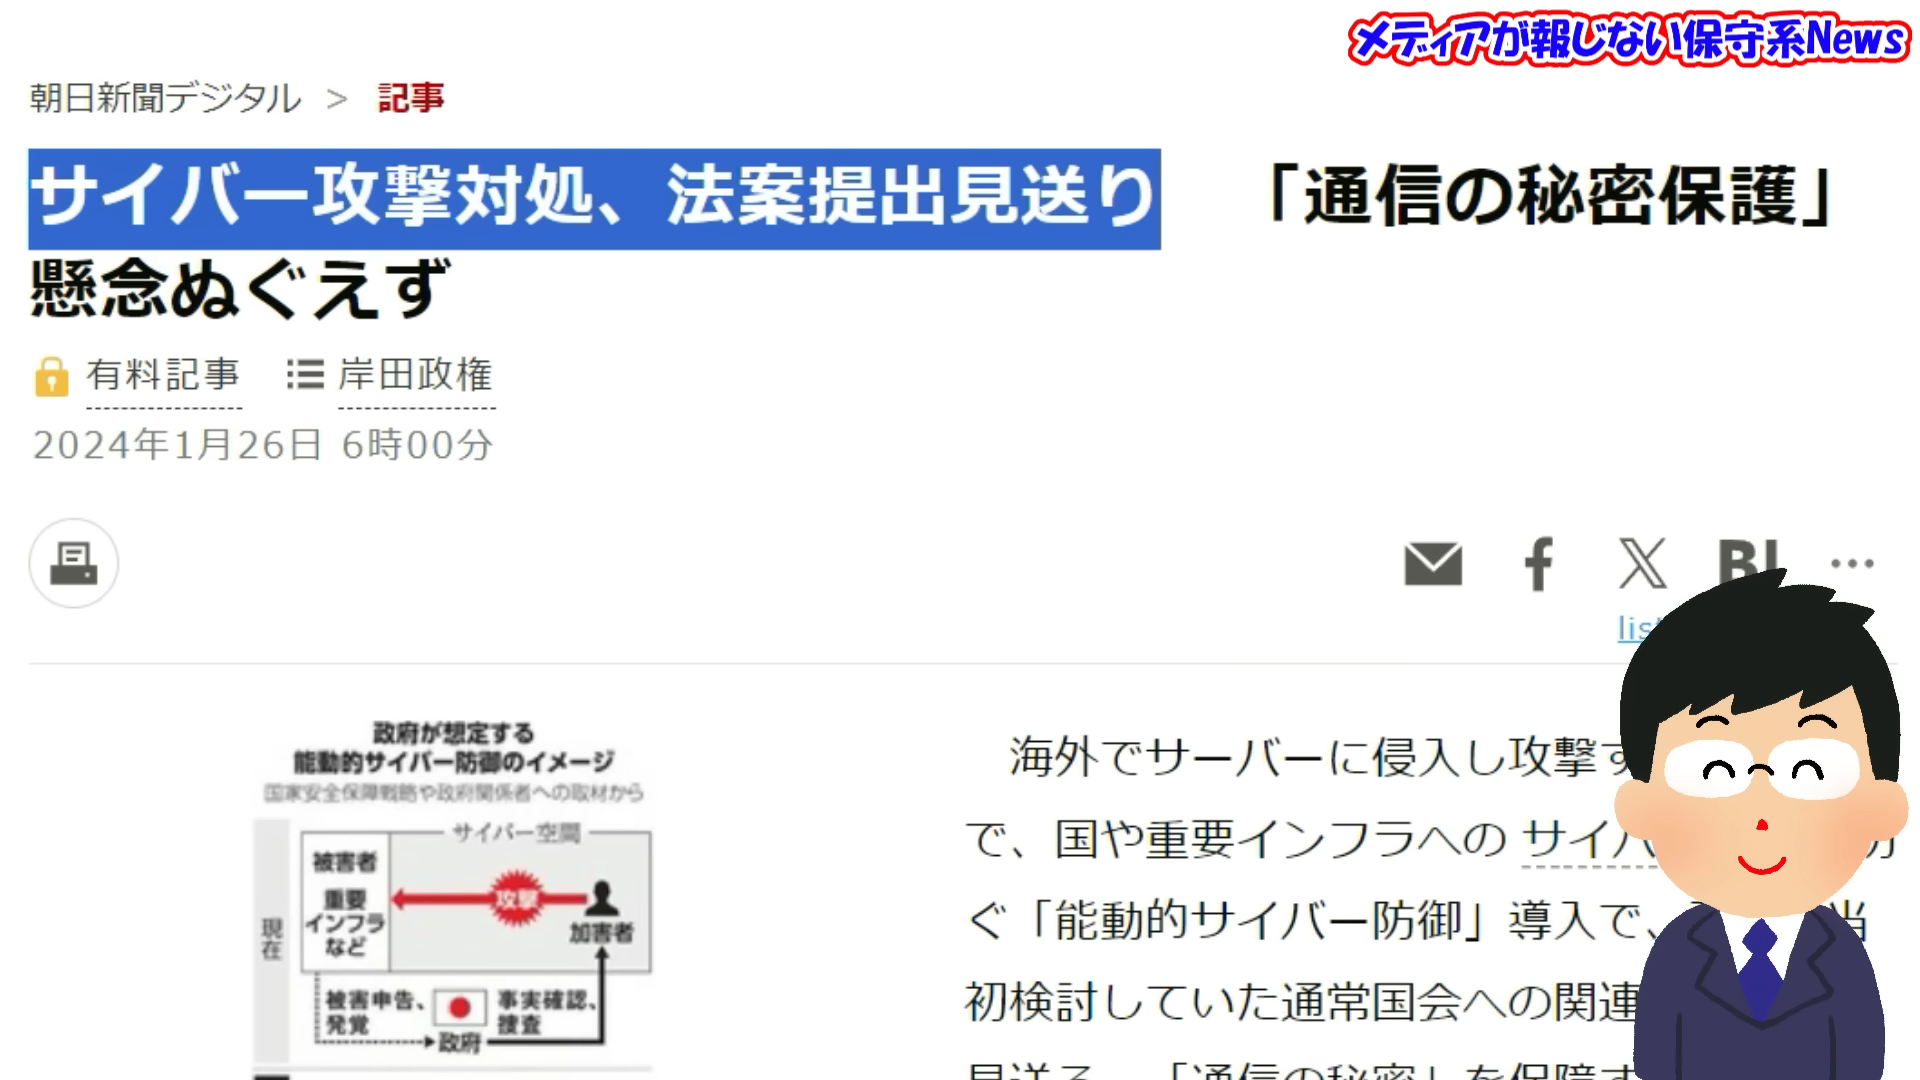 メディアが報じない保守系News
朝日新聞デジタル > 記事
サイバー攻撃対処、法案提出見送り 「通信の秘密保護」
懸念ぬぐえず
有料記事 岸田政権
2024年1月26日 6時00分
政府が想定する
能動的サイバー防御のイメージ
国家安全保障戦略や政府関係者への取材から
サイバー空間
現在
被害者
重要
インフラ
など
攻撃
加害者
被害申告、
発覚
政府
事実確認、
捜査
海外でサーバーに侵入し攻撃
で、国や重要インフラへの サイバ
ぐ「能動的サイバー防御」導入で、
初検討していた通常国会への関連
見送る。「通信の秘密」を保障す